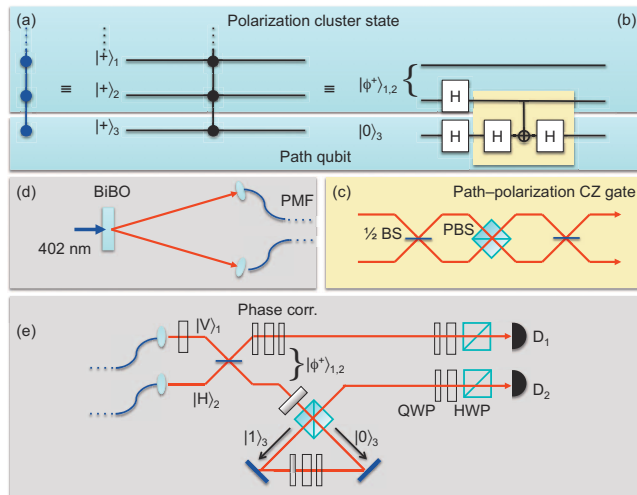 (a)
Polarization cluster state
(b)
|+⟩1
|+⟩2
|+⟩3
≡
≡
|ϕ+⟩1,2
|0⟩3
H
H
H
H
Path qubit
(d)
BiBO
PMF
402 nm
(c)
Path–polarization CZ gate
½ BS
PBS
(e)
Phase corr.
|V⟩1
|H⟩2
|ϕ+⟩1,2
D1
D2
QWP
HWP
|1⟩3
|0⟩3